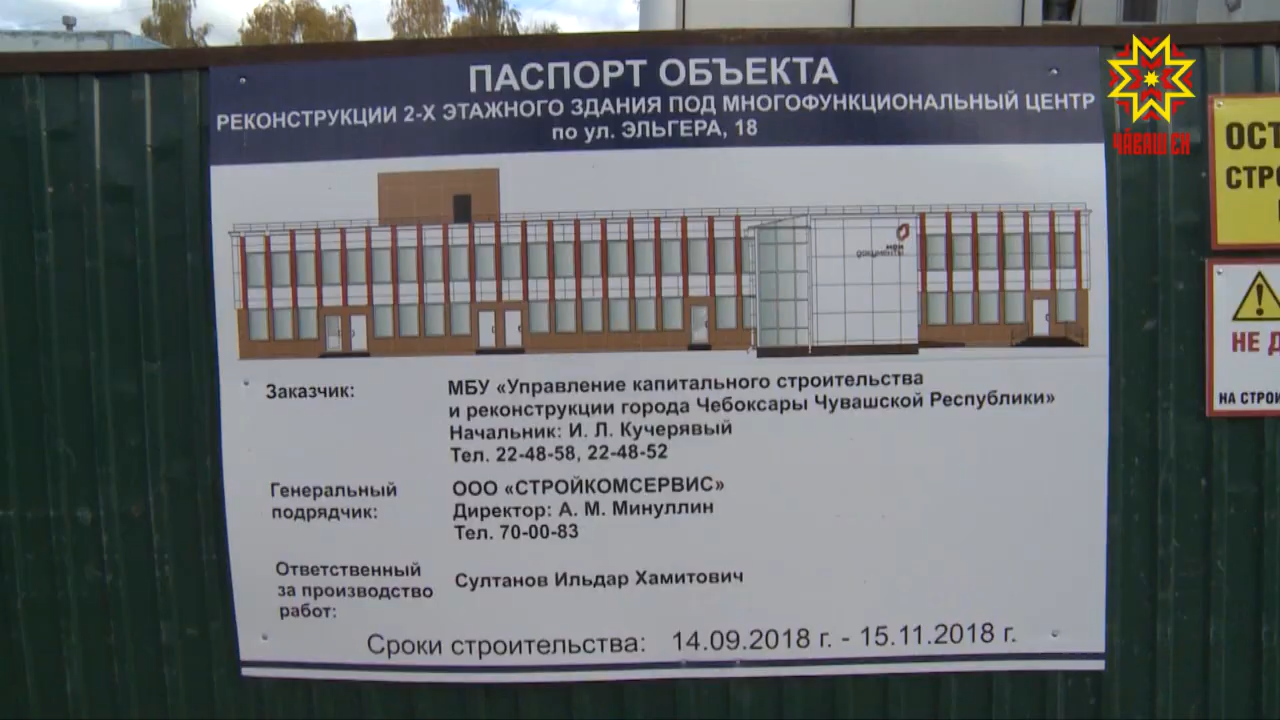 ПАСПОРТ ОБЪЕКТА
РЕКОНСТРУКЦИИ 2-Х ЭТАЖНОГО ЗДАНИЯ ПОД МНОГОФУНКЦИОНАЛЬНЫЙ ЦЕНТР
по ул. ЭЛЬГЕРА, 18
мои
документы
Заказчик:
МБУ «Управление капитального строительства
и реконструкции города Чебоксары Чувашской Республики»
Начальник: И. Л. Кучерявый
Тел. 22-48-58, 22-48-52
Генеральный
подрядчик:
ООО «СТРОЙКОМСЕРВИС»
Директор: А. М. Минуллин
Тел. 70-00-83
Ответственный
за производство
работ:
Султанов Ильдар Хамитович
Сроки строительства: 14.09.2018 г. - 15.11.2018 г.
ЧӐВАШ ЕН
ОСТ
СТРО
НЕ Д
НА СТРОИ